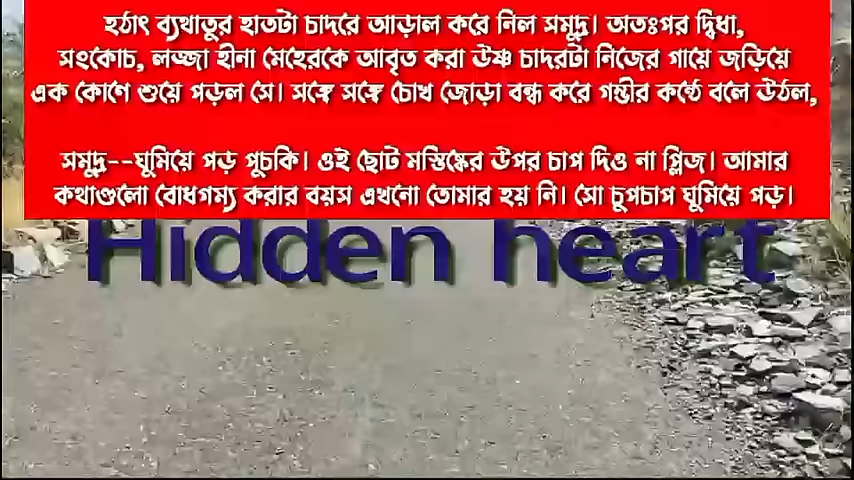 হঠাৎ ব্যথাতুর হাতটা চাদরে আড়াল করে নিল সমুদ্র। অতঃপর দ্বিধা,
সংকোচ, লজ্জা হীনা মেহেরকে আবৃত করা উষ্ণ চাদরটা নিজের গায়ে জড়িয়ে
এক কোণে শুয়ে পড়ল সে। সঙ্গে সঙ্গে চোখ জোড়া বন্ধ করে গম্ভীর কন্ঠে বলে উঠল,
সমুদ্র--ঘুমিয়ে পড় পুচকি। ওই ছোট মস্তিষ্কের উপর চাপ দিও না প্লিজ। আমার
কথাগুলো বোধগম্য করার বয়স এখনো তোমার হয় নি। সো চুপচাপ ঘুমিয়ে পড়।
Hidden heart